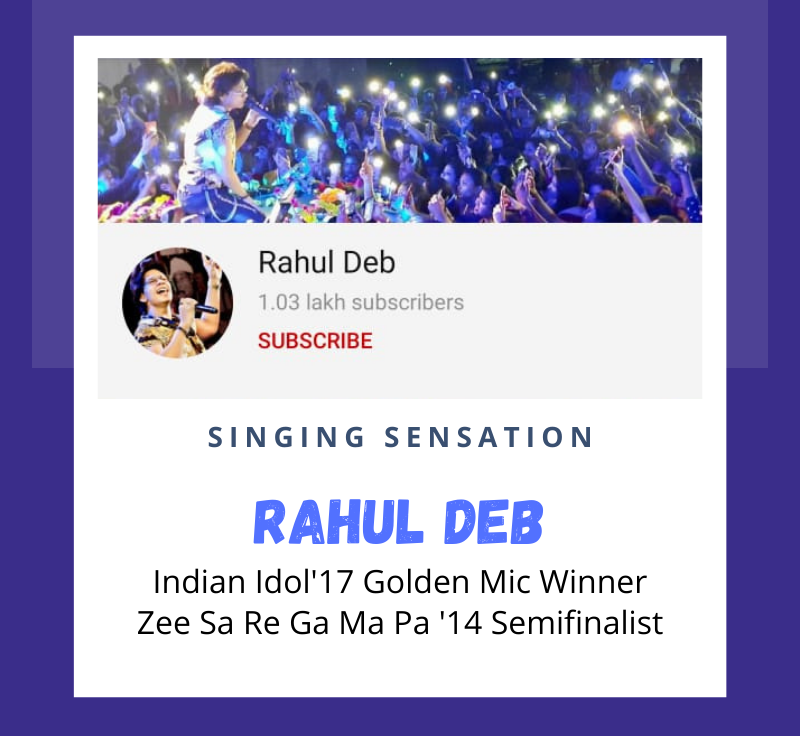 Rahul Deb
1.03 lakh subscribers
SUBSCRIBE
SINGING SENSATION
RAHUL DEB
Indian Idol'17 Golden Mic Winner
Zee Sa Re Ga Ma Pa '14 Semifinalist